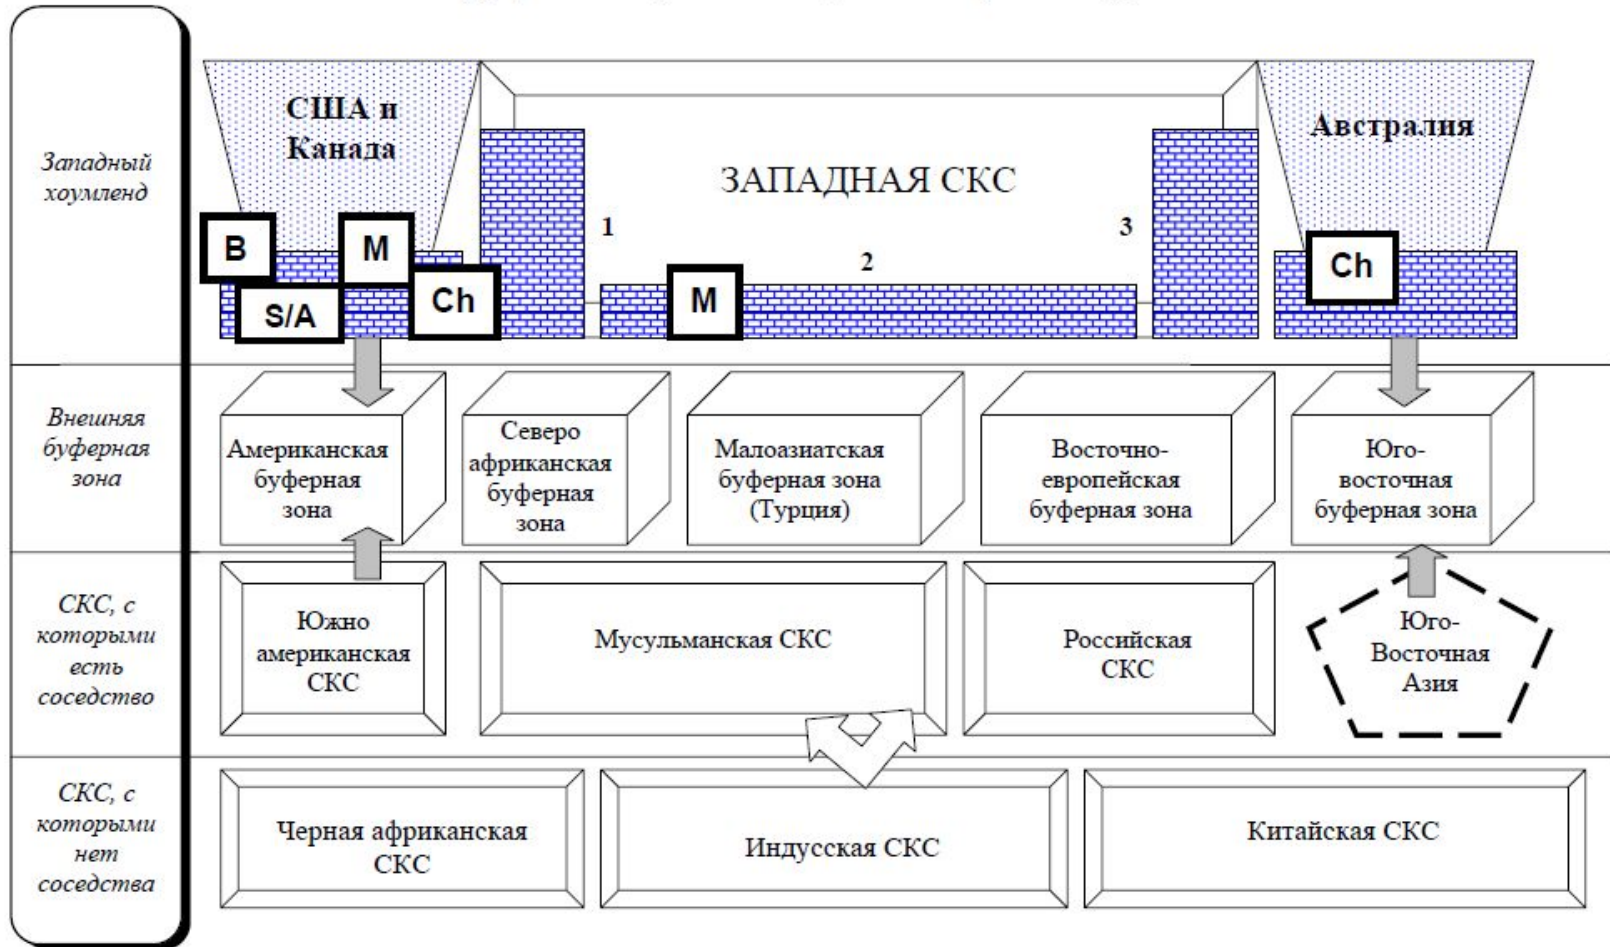 Западный
хоумленд
США и
Канада
ЗАПАДНАЯ СКС
Австралия
1
2
3
B
M
S/A
Ch
M
Ch
Внешняя
буферная
зона
Американская
буферная
зона
Северо
африканская
буферная
зона
Малоазиатская
буферная зона
(Турция)
Восточно-
европейская
буферная зона
Юго-
восточная
буферная зона
СКС, с
которыми
есть
соседство
Южно
американская
СКС
Мусульманская СКС
Российская
СКС
Юго-
Восточная
Азия
СКС, с
которыми
нет
соседства
Черная африканская
СКС
Индусская СКС
Китайская СКС